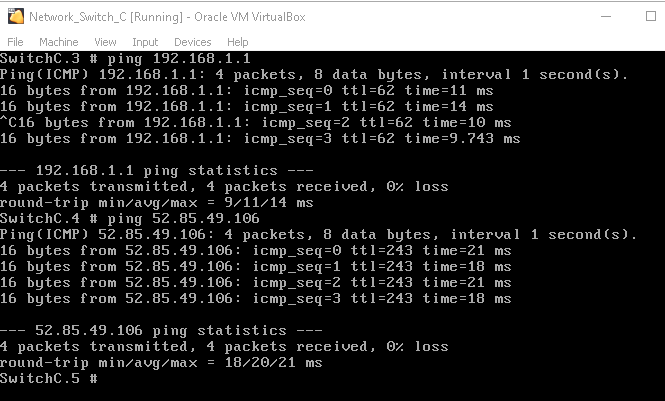 Network_Switch_C [Running] - Oracle VM VirtualBox
File Machine View Input Devices Help
SwitchC.3 # ping 192.168.1.1
Ping(ICMP) 192.168.1.1: 4 packets, 8 data bytes, interval 1 second(s).
16 bytes from 192.168.1.1: icmp_seq=0 ttl=62 time=11 ms
16 bytes from 192.168.1.1: icmp_seq=1 ttl=62 time=14 ms
^C16 bytes from 192.168.1.1: icmp_seq=2 ttl=62 time=10 ms
16 bytes from 192.168.1.1: icmp_seq=3 ttl=62 time=9.743 ms
--- 192.168.1.1 ping statistics ---
4 packets transmitted, 4 packets received, 0% loss
round-trip min/avg/max = 9/11/14 ms
SwitchC.4 # ping 52.85.49.106
Ping(ICMP) 52.85.49.106: 4 packets, 8 data bytes, interval 1 second(s).
16 bytes from 52.85.49.106: icmp_seq=0 ttl=243 time=21 ms
16 bytes from 52.85.49.106: icmp_seq=1 ttl=243 time=18 ms
16 bytes from 52.85.49.106: icmp_seq=2 ttl=243 time=21 ms
16 bytes from 52.85.49.106: icmp_seq=3 ttl=243 time=18 ms
--- 52.85.49.106 ping statistics ---
4 packets transmitted, 4 packets received, 0% loss
round-trip min/avg/max = 18/20/21 ms
SwitchC.5 #